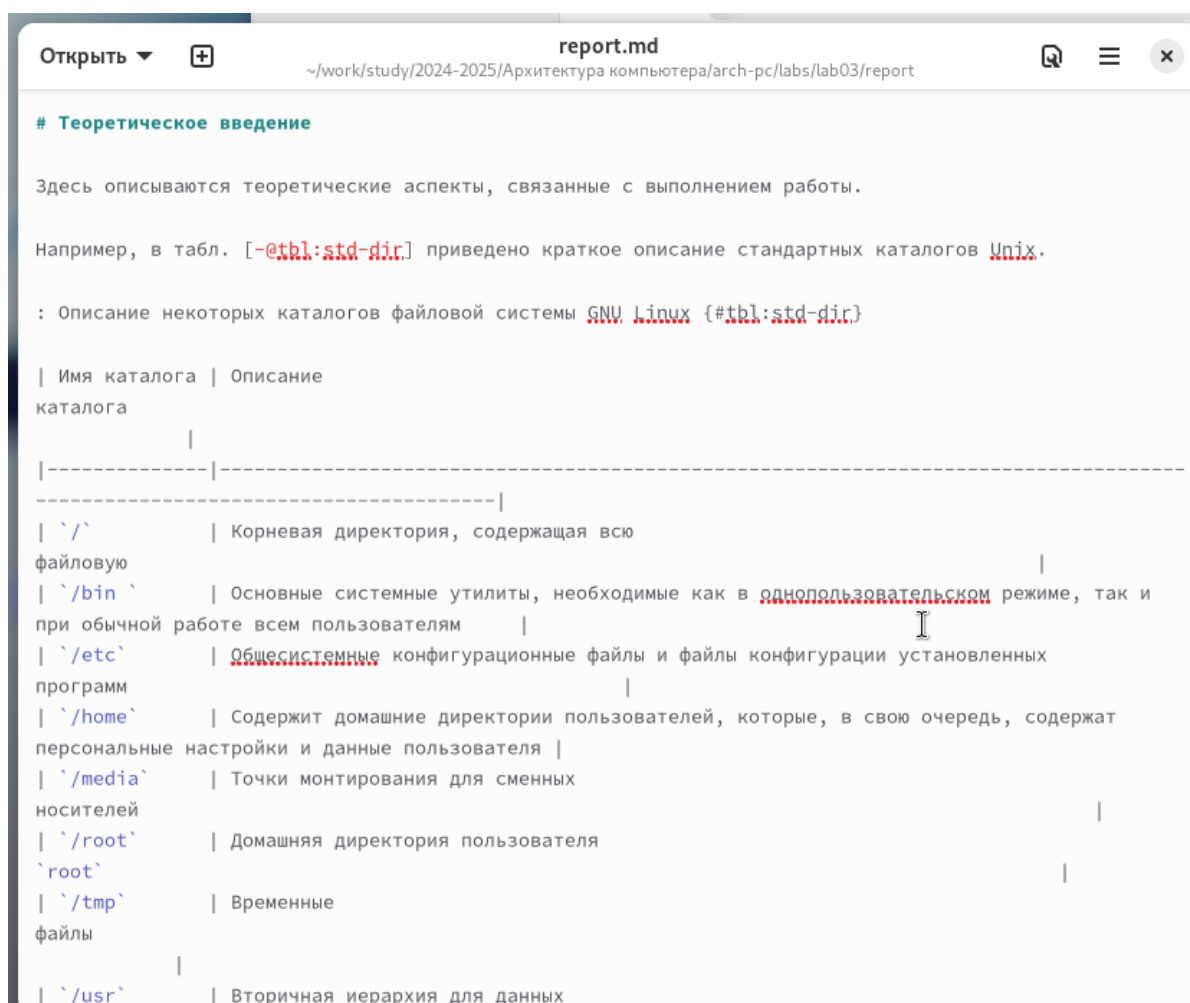 Открыть
report.md
~/work/study/2024-2025/Архитектура компьютера/arch-pc/labs/lab03/report
# Теоретическое введение
Здесь описываются теоретические аспекты, связанные с выполнением работы.
Например, в табл. [-@tbl:std-dir] приведено краткое описание стандартных каталогов Unix.
: Описание некоторых каталогов файловой системы GNU Linux {#tbl:std-dir}
| Имя каталога | Описание
каталога
|
|--------------|------------------------------------------------------------------------------------
----------------------------------------|
| `/`          | Корневая директория, содержащая всю
файловую |
| `/bin `      | Основные системные утилиты, необходимые как в однопользовательском режиме, так и
при обычной работе всем пользователям     |
| `/etc`       | Общесистемные конфигурационные файлы и файлы конфигурации установленных
программ |
| `/home`      | Содержит домашние директории пользователей, которые, в свою очередь, содержат
персональные настройки и данные пользователя |
| `/media`     | Точки монтирования для сменных
носителей |
| `/root`      | Домашняя директория пользователя
`root` |
| `/tmp`       | Временные
файлы
|
| `/usr`       | Вторичная иерархия для данных